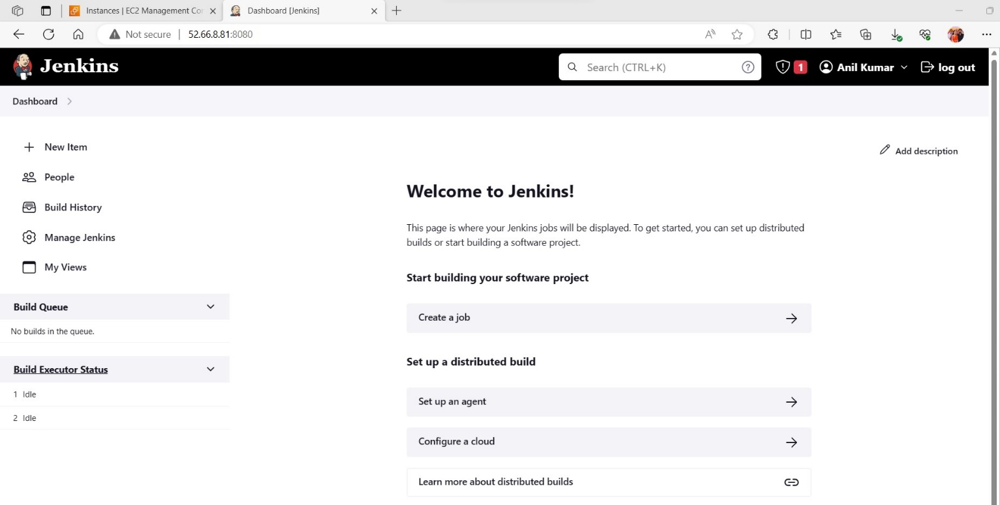 Instances | EC2 Management Cor
Dashboard [Jenkins]
Not secure | 52.66.8.81:8080
Jenkins
Search (CTRL+K)
1
Anil Kumar
log out
Dashboard
New Item
Add description
People
Build History
Manage Jenkins
My Views
Build Queue
No builds in the queue.
Build Executor Status
1 Idle
2 Idle
Welcome to Jenkins!
This page is where your Jenkins jobs will be displayed. To get started, you can set up distributed
builds or start building a software project.
Start building your software project
Create a job
Set up a distributed build
Set up an agent
Configure a cloud
Learn more about distributed builds